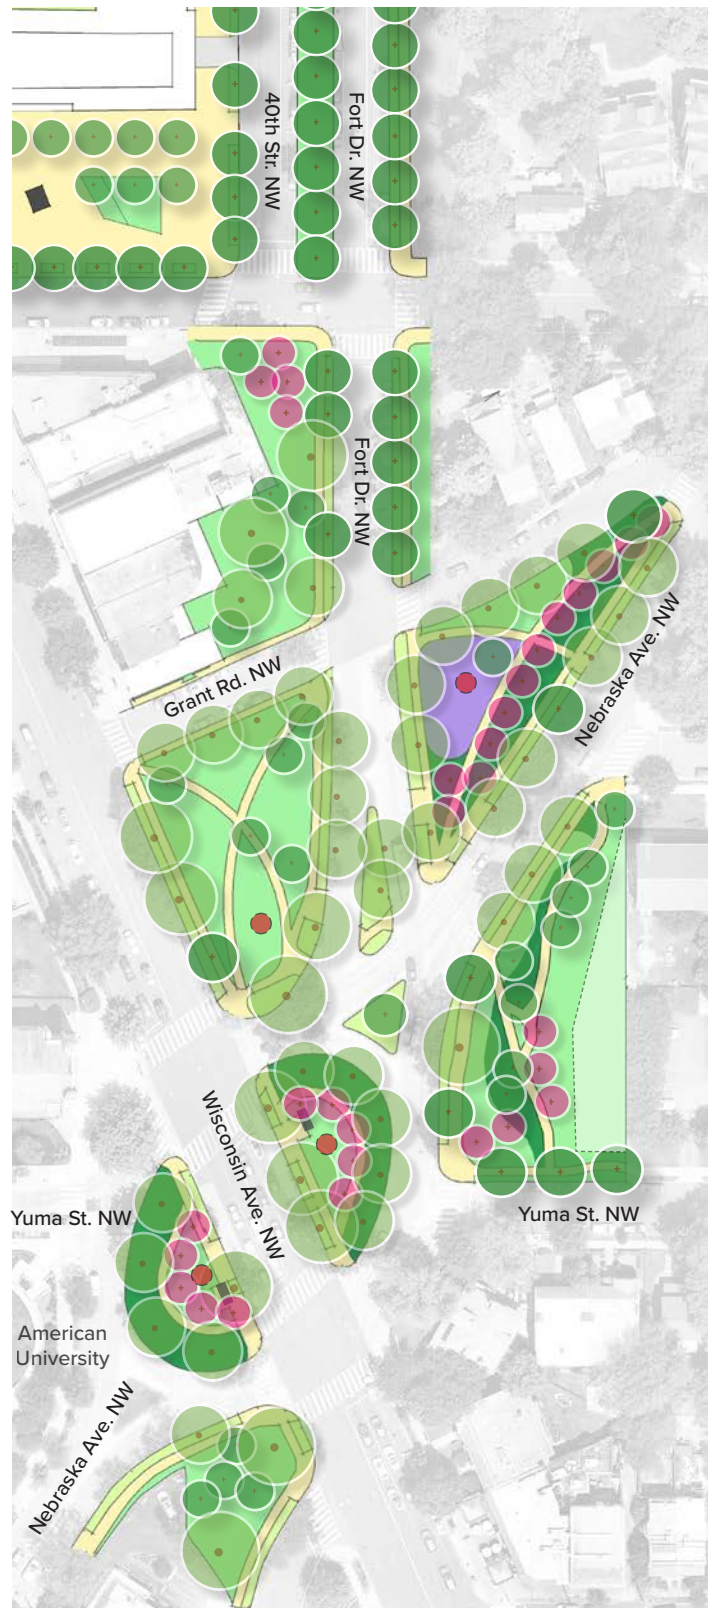 40th Str. NW
Fort Dr. NW
Fort Dr. NW
Grant Rd. NW
Nebraska Ave. NW
Wisconsin Ave. NW
Yuma St. NW
Yuma St. NW
American
University
Nebraska Ave. NW